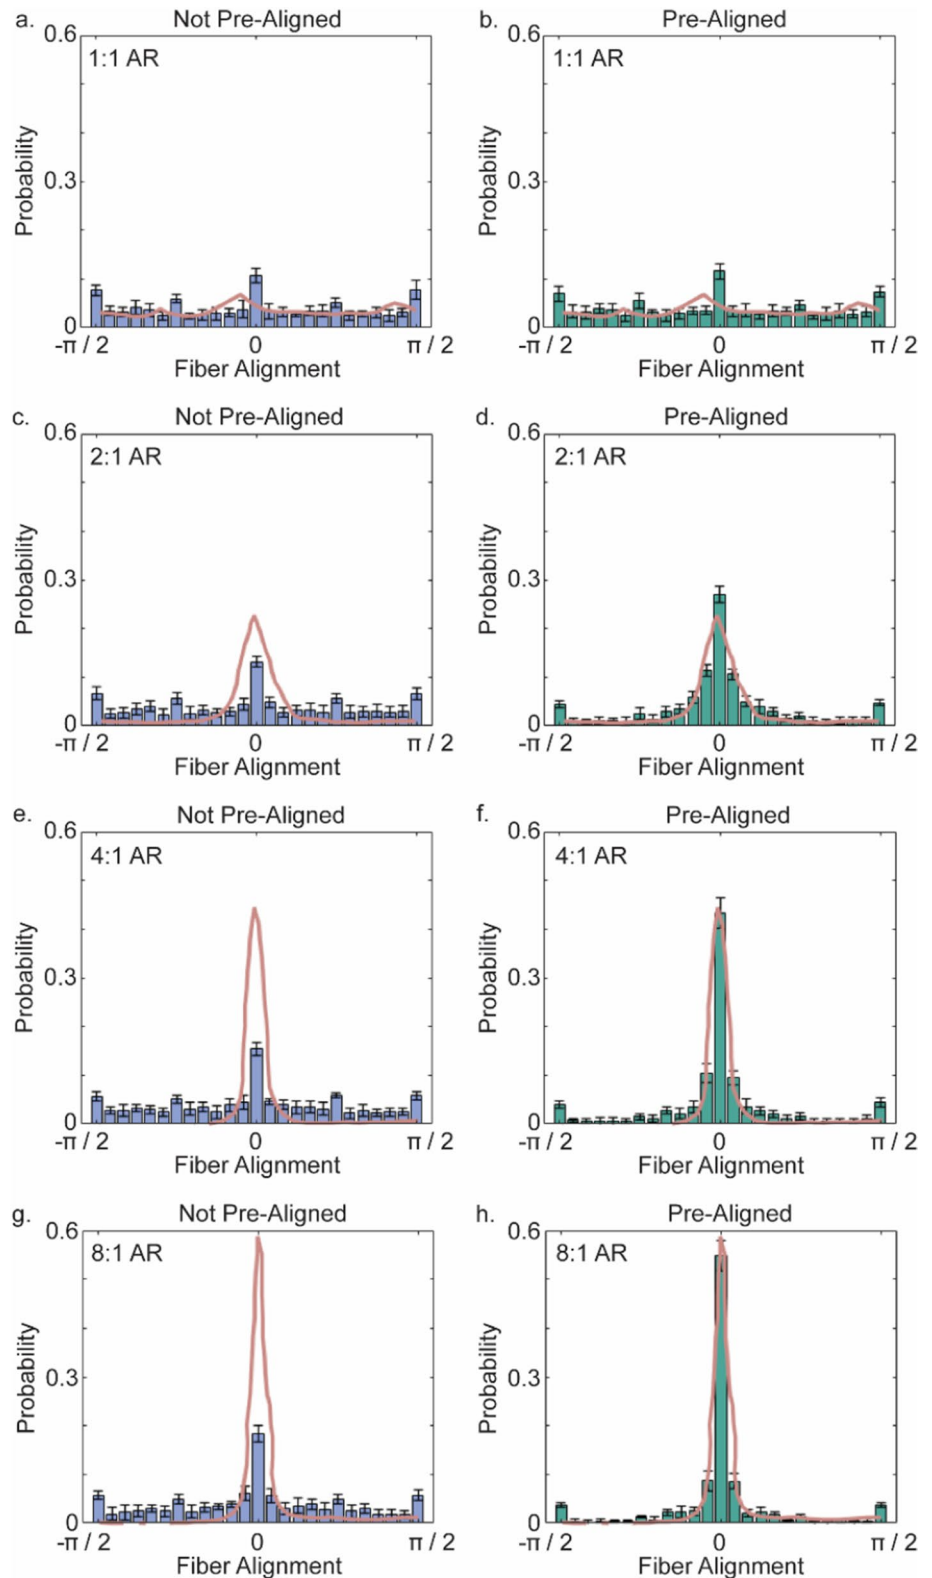 a. Not Pre-Aligned
0.6
1:1 AR
Probability
0.3
0
-π / 2 0 π / 2
Fiber Alignment
b. Pre-Aligned
0.6
1:1 AR
Probability
0.3
0
-π / 2 0 π / 2
Fiber Alignment
c. Not Pre-Aligned
0.6
2:1 AR
Probability
0.3
0
-π / 2 0 π / 2
Fiber Alignment
d. Pre-Aligned
0.6
2:1 AR
Probability
0.3
0
-π / 2 0 π / 2
Fiber Alignment
e. Not Pre-Aligned
0.6
4:1 AR
Probability
0.3
0
-π / 2 0 π / 2
Fiber Alignment
f. Pre-Aligned
0.6
4:1 AR
Probability
0.3
0
-π / 2 0 π / 2
Fiber Alignment
g. Not Pre-Aligned
0.6
8:1 AR
Probability
0.3
0
-π / 2 0 π / 2
Fiber Alignment
h. Pre-Aligned
0.6
8:1 AR
Probability
0.3
0
-π / 2 0 π / 2
Fiber Alignment